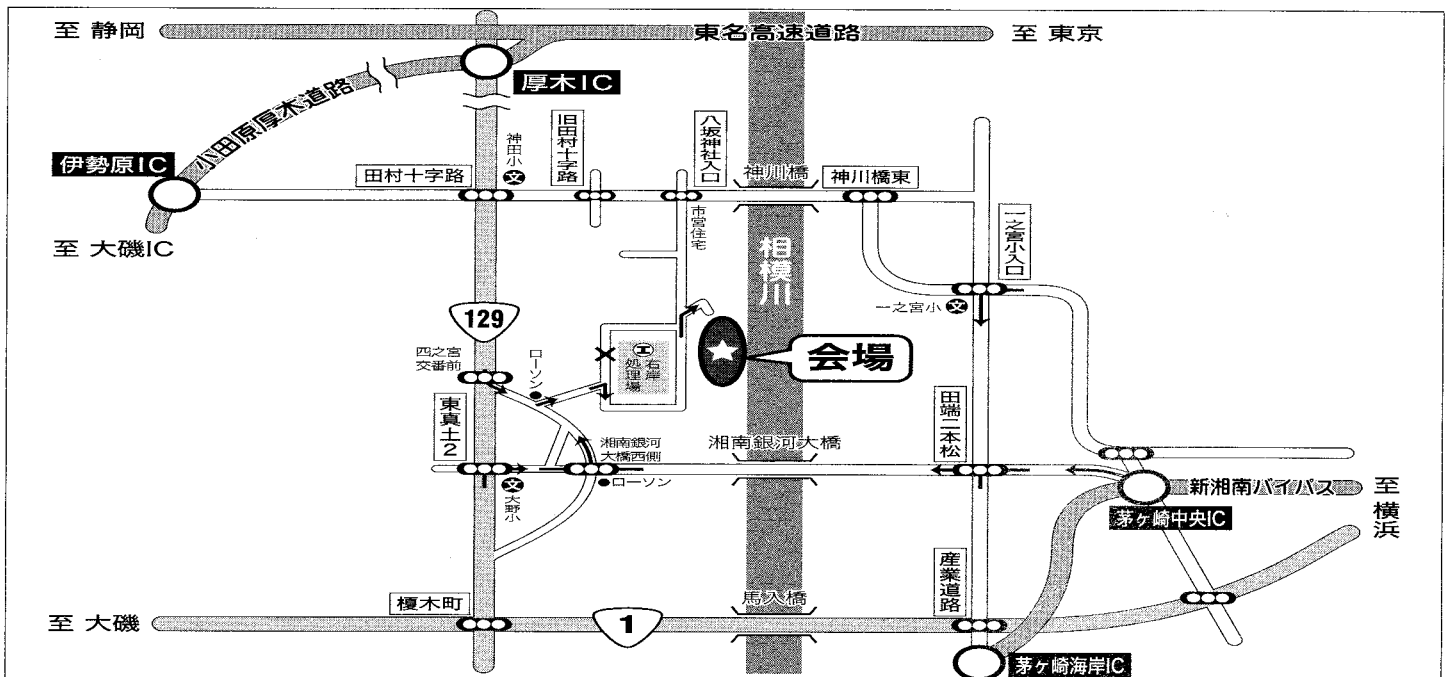 至 静岡
東名高速道路
至 東京
厚木IC
小田原厚木道路
伊勢原IC
至 大磯IC
田村十字路
神田小
文
旧田村十字路
八坂神社入口
神川橋
神川橋東
市営住宅
相模川
一之宮小入口
一之宮小
文
129
四之宮
交番前
ローソン
右岸
処理場
会場
東真土2
湘南銀河
大橋西側
湘南銀河大橋
田端二本松
文
大野小
ローソン
新湘南バイパス
至 横浜
茅ヶ崎中央IC
榎木町
馬入橋
産業道路
至 大磯
1
茅ヶ崎海岸IC